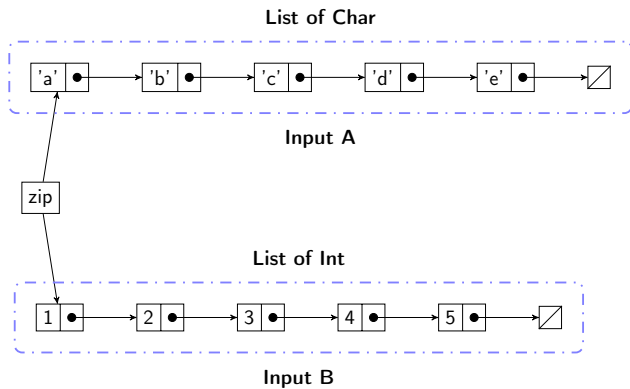 List of Char
'a' 'b' 'c' 'd' 'e'
Input A
zip
List of Int
1 2 3 4 5
Input B